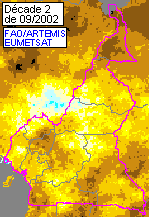 Décade 2
de 09/2002
FAO/ARTEMIS
EUMETSAT